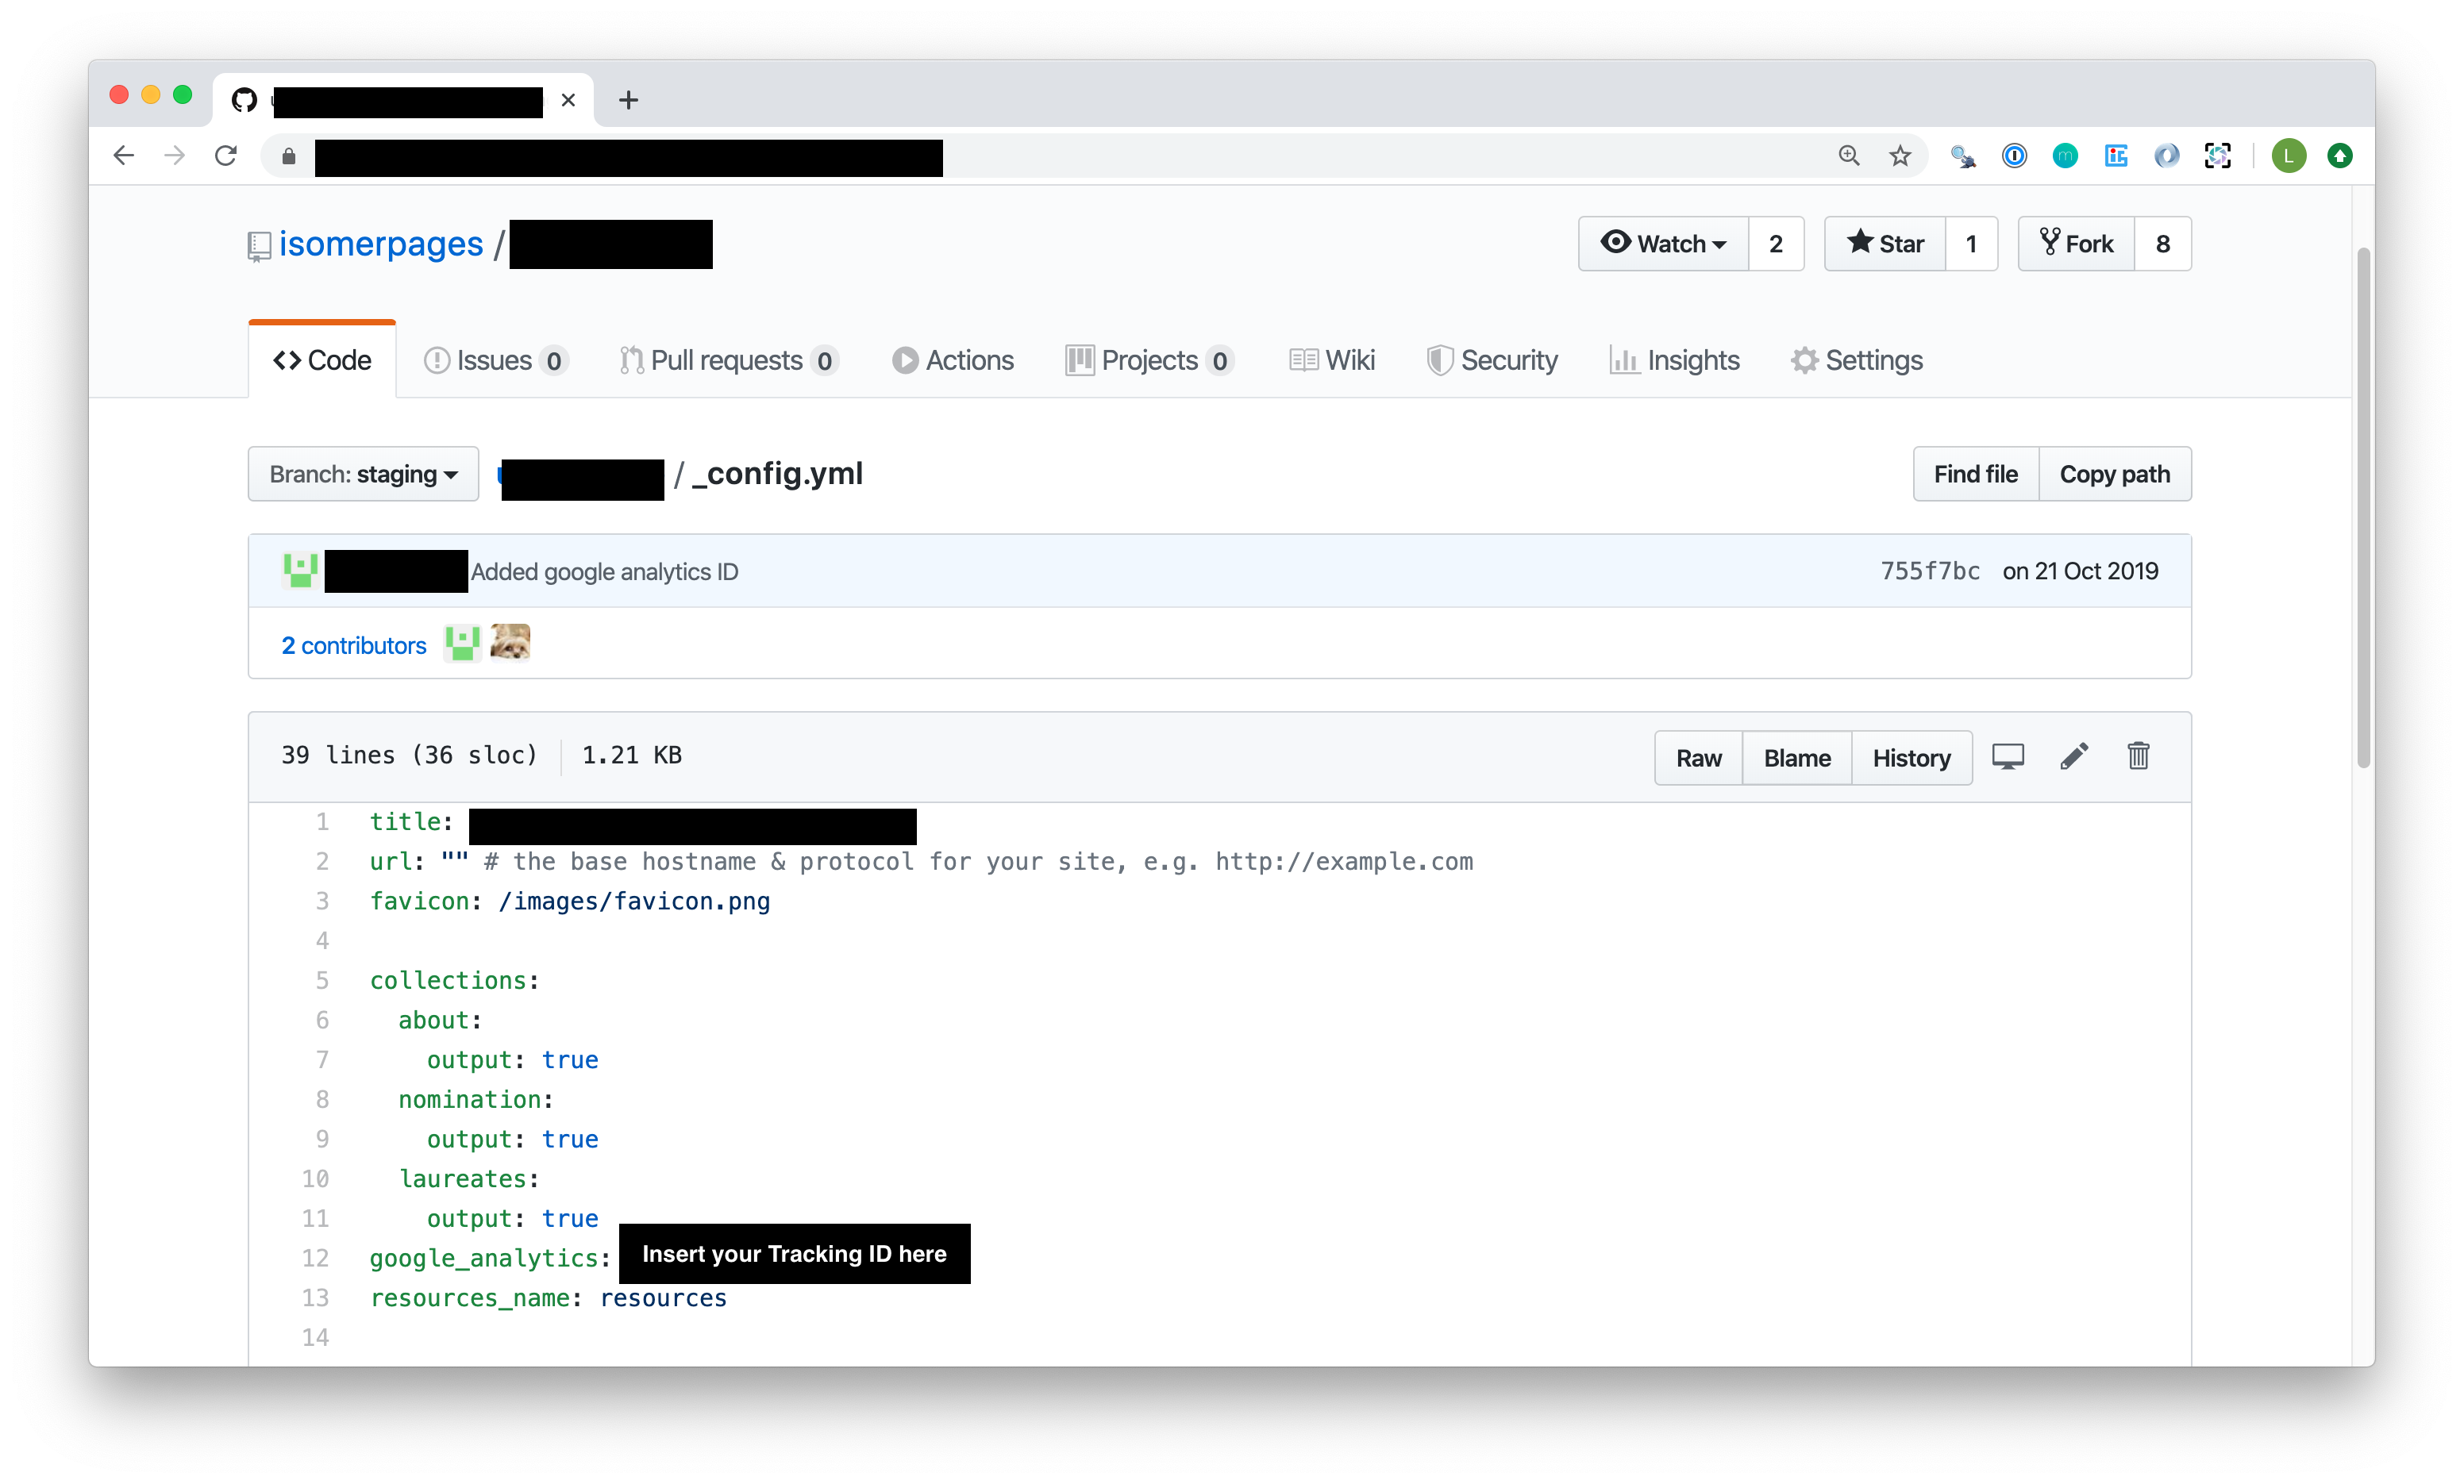 L
isomerpages /
Watch 2
Star 1
Fork 8
Code
Issues 0
Pull requests 0
Actions
Projects 0
Wiki
Security
Insights
Settings
Branch: staging
/ _config.yml
Find file
Copy path
Added google analytics ID
755f7bc on 21 Oct 2019
2 contributors
39 lines (36 sloc) 1.21 KB
Raw
Blame
History
1 title:
2 url: "" # the base hostname & protocol for your site, e.g. http://example.com
3 favicon: /images/favicon.png
4
5 collections:
6 about:
7 output: true
8 nomination:
9 output: true
10 laureates:
11 output: true
12 google_analytics: Insert your Tracking ID here
13 resources_name: resources
14